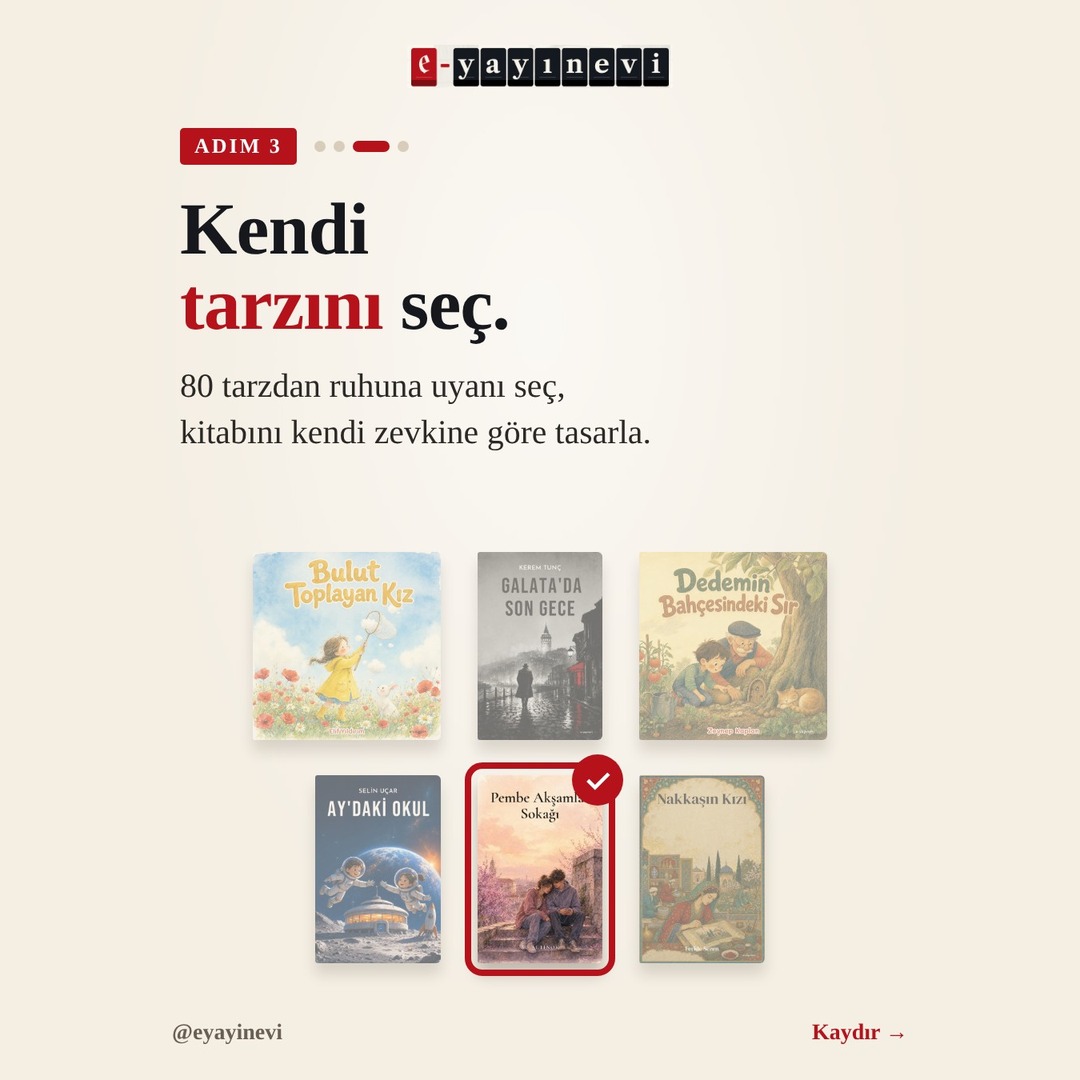 e-yayınevi
ADIM 3
Kendi
tarzını seç.
80 tarzdan ruhuna uyanı seç,
kitabını kendi zevkine göre tasarla.
Bulut
Toplayan Kız
KEREM TUNÇ
GALATA'DA
SON GECE
Dedemin
Bahçesindeki Sır
Zeynep Kaplan
SELİN UÇAR
AY'DAKİ OKUL
Pembe
Sokağı
Nakkaşın Kızı
@eyayinevi
Kaydır →